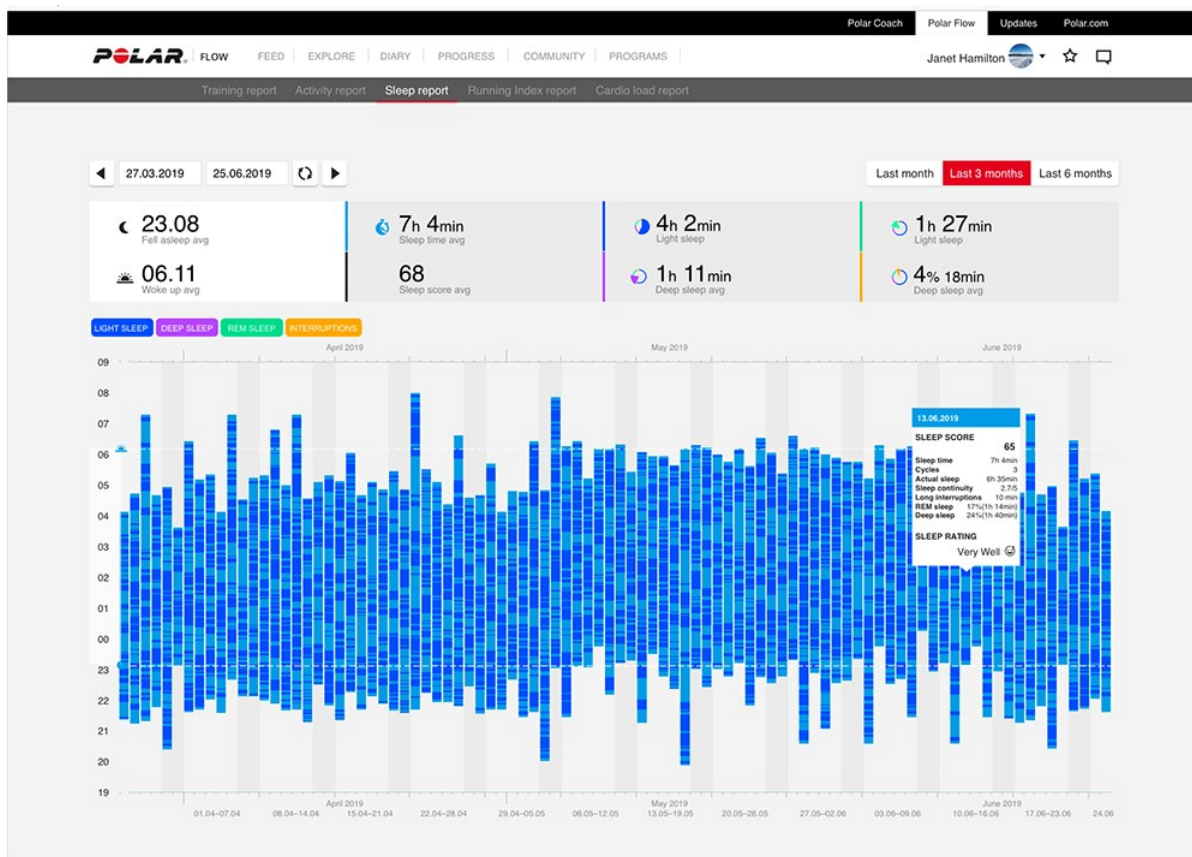 Polar Coach Polar Flow Updates Polar.com
POLAR. FLOW FEED EXPLORE DIARY PROGRESS COMMUNITY PROGRAMS Janet Hamilton
Training report Activity report Sleep report Running Index report Cardio load report
27.03.2019 25.06.2019 Last month Last 3 months Last 6 months
23.08 7h 4min 4h 2min 1h 27min
Fell asleep avg Sleep time avg Light sleep Light sleep
06.11 68 1h 11min 4% 18min
Woke up avg Sleep score avg Deep sleep avg Deep sleep avg
LIGHT SLEEP DEEP SLEEP REM SLEEP INTERRUPTIONS
April 2019 May 2019 June 2019
09
08
07
06
05
04
03
02
01
00
23
22
21
20
19
13.06.2019
SLEEP SCORE
65
Sleep time 7h 4min
Cycles 3
Actual sleep 6h 35min
Sleep continuity 2.7/5
Long interruptions 10 min
REM sleep 17%(1h 14min)
Deep sleep 24%(1h 40min)
SLEEP RATING
Very Well
April 2019 May 2019 June 2019
01.04–07.04 08.04–14.04 15.04–21.04 22.04–28.04 29.04–05.05 06.05–12.05 13.05–19.05 20.05–26.05 27.05–02.06 03.06–09.06 10.06–16.06 17.06–23.06 24.06